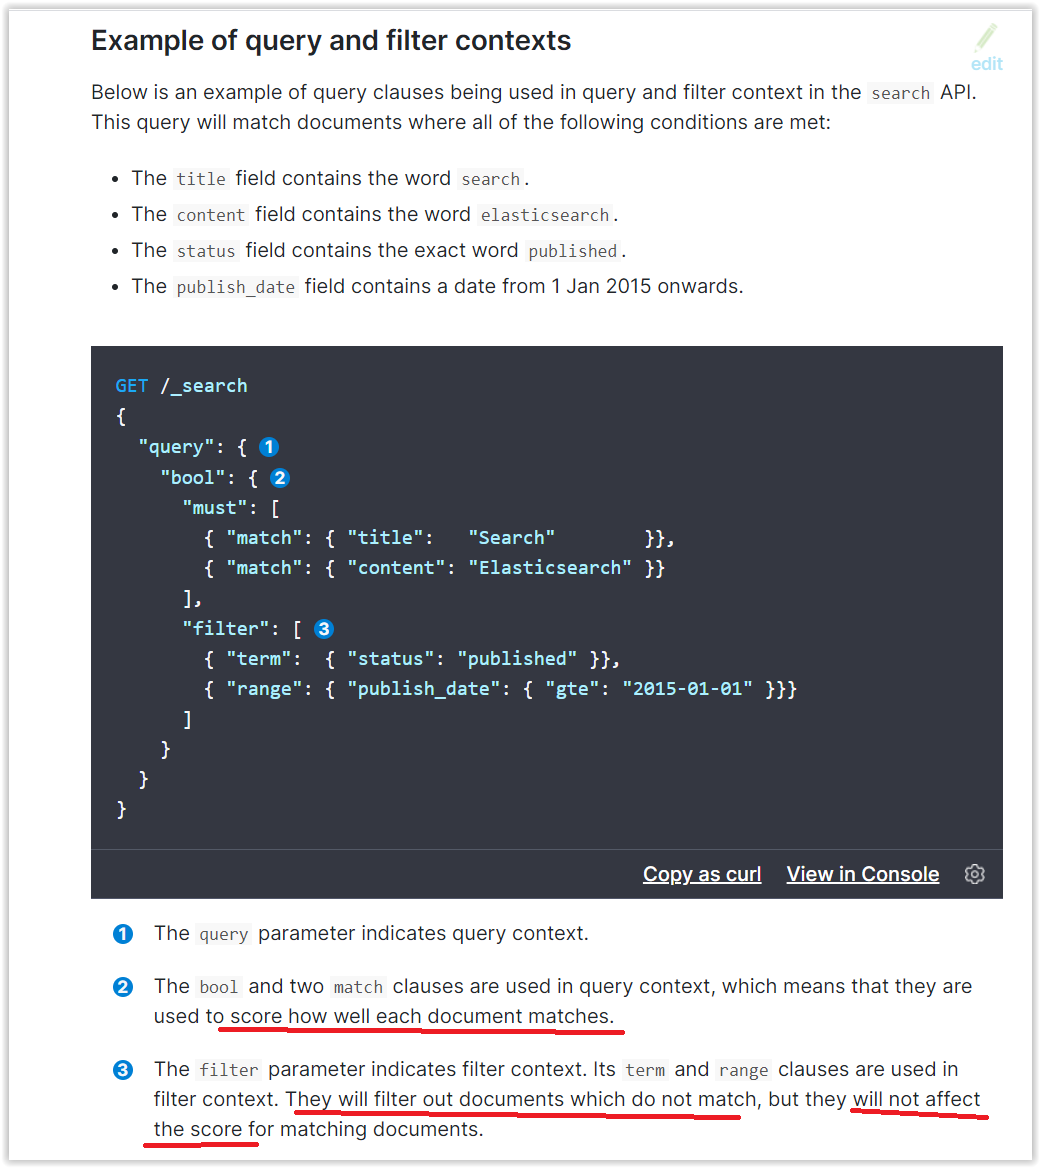 Example of query and filter contexts
edit
Below is an example of query clauses being used in query and filter context in the search API.
This query will match documents where all of the following conditions are met:
• The title field contains the word search.
• The content field contains the word elasticsearch.
• The status field contains the exact word published.
• The publish_date field contains a date from 1 Jan 2015 onwards.
GET /_search
{
  "query": { 1
    "bool": { 2
      "must": [
        { "match": { "title":   "Search"        }},
        { "match": { "content": "Elasticsearch" }}
      ],
      "filter": [ 3
        { "term":  { "status": "published" }},
        { "range": { "publish_date": { "gte": "2015-01-01" }}}
      ]
    }
  }
}
Copy as curl View in Console
1 The query parameter indicates query context.
2 The bool and two match clauses are used in query context, which means that they are
used to score how well each document matches.
3 The filter parameter indicates filter context. Its term and range clauses are used in
filter context. They will filter out documents which do not match, but they will not affect
the score for matching documents.